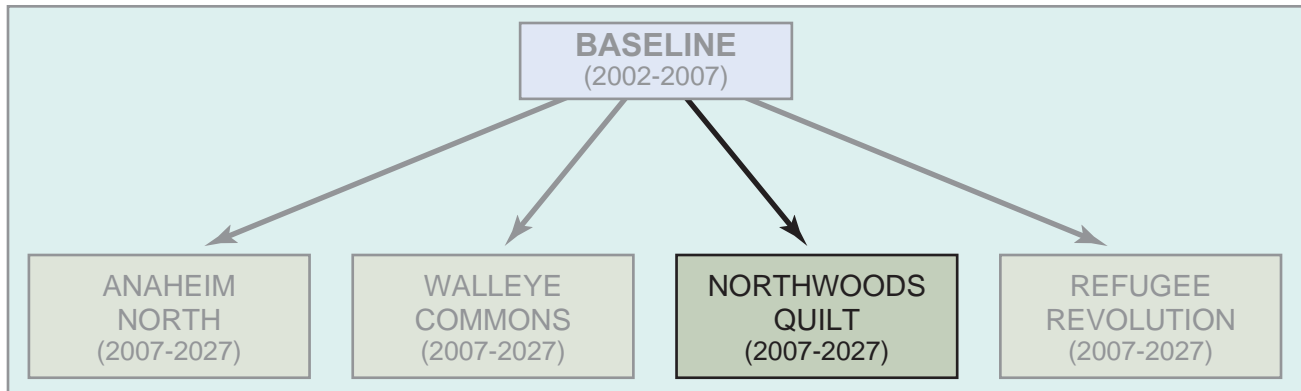 BASELINE
(2002-2007)
ANAHEIM
NORTH
(2007-2027)
WALLEYE
COMMONS
(2007-2027)
NORTHWOODS
QUILT
(2007-2027)
REFUGEE
REVOLUTION
(2007-2027)